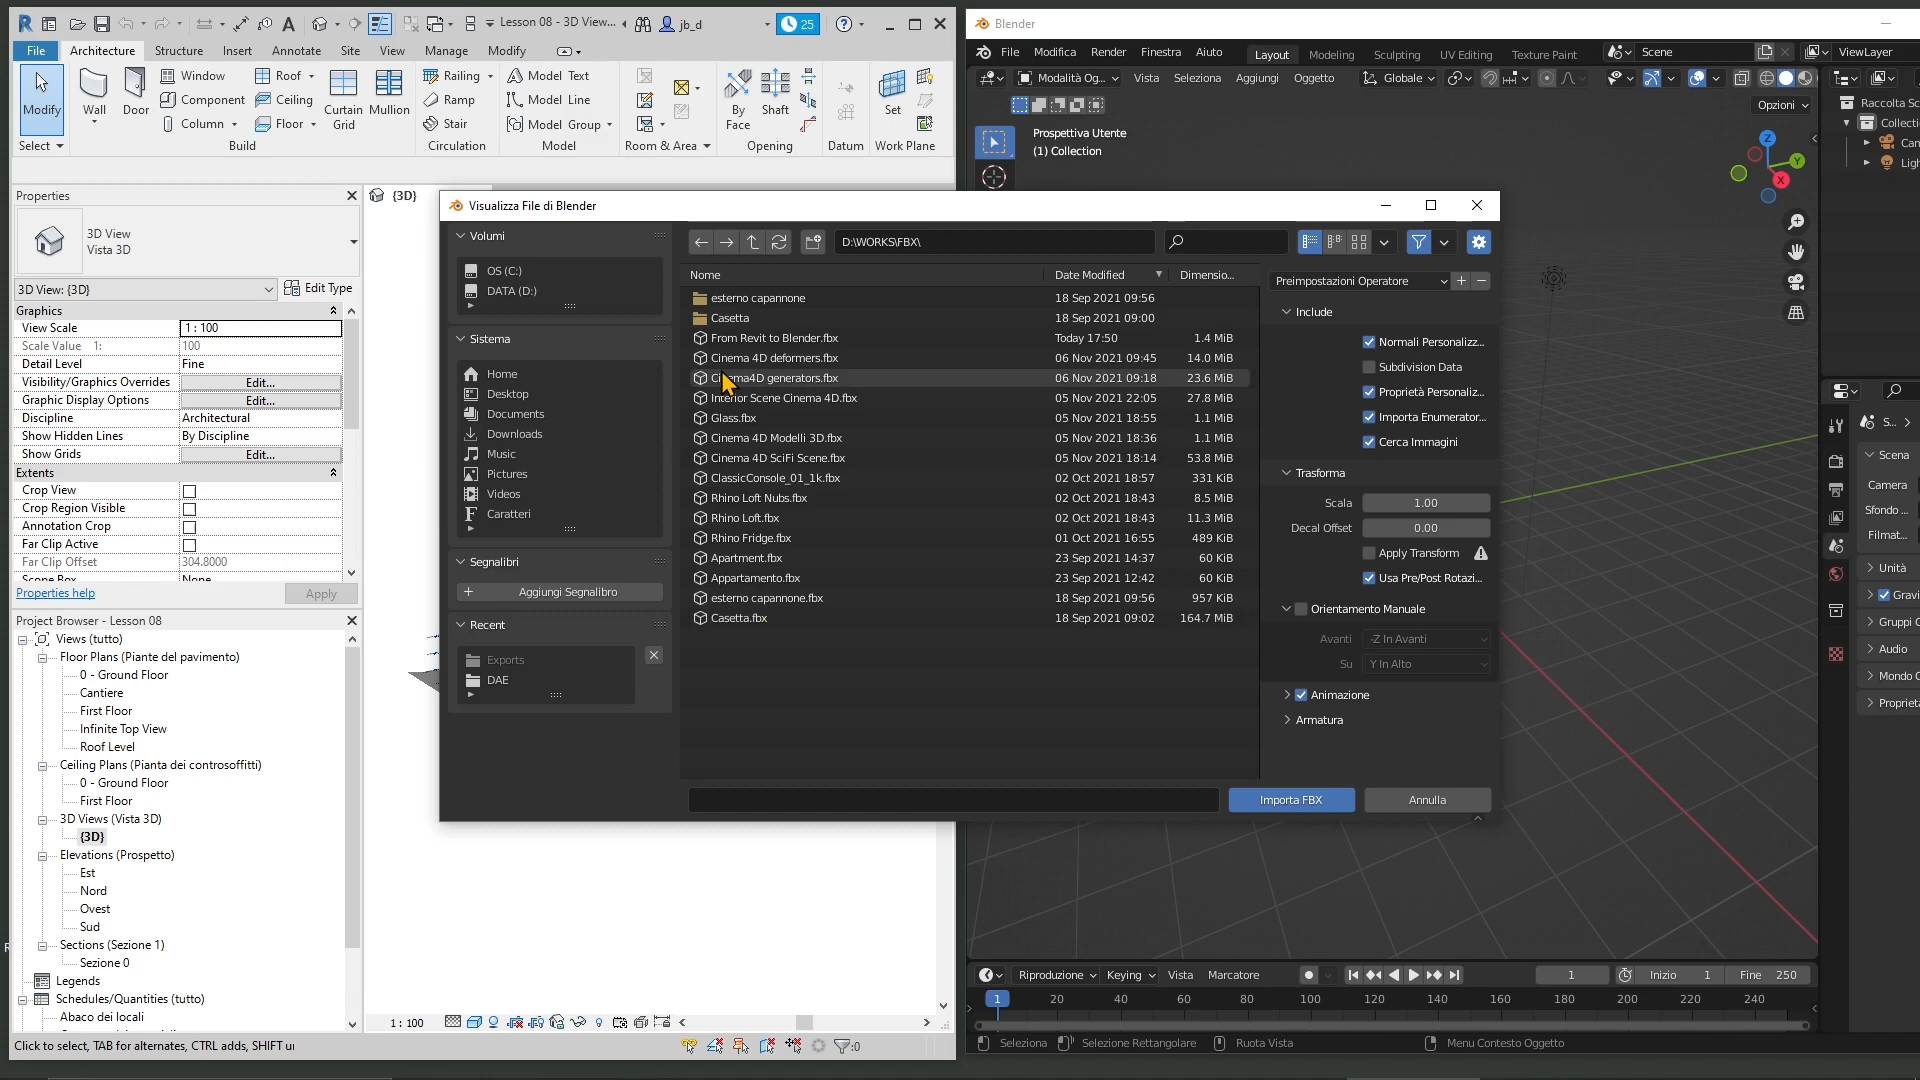 Lesson 08 - 3D View...
jb_d
25
File
Architecture
Structure
Insert
Annotate
Site
View
Manage
Modify
Modify
Wall
Door
Window
Component
Column
Roof
Ceiling
Floor
Curtain
Grid
Mullion
Railing
Ramp
Stair
Model Text
Model Line
Model Group
By
Face
Shaft
Set
Select
Build
Circulation
Model
Room & Area
Opening
Datum
Work Plane
Properties
3D View
Vista 3D
3D View: {3D}
Edit Type
Graphics
View Scale
1 : 100
Scale Value 1:
100
Detail Level
Fine
Visibility/Graphics Overrides
Edit...
Graphic Display Options
Edit...
Discipline
Architectural
Show Hidden Lines
By Discipline
Show Grids
Edit...
Extents
Crop View
Crop Region Visible
Annotation Crop
Far Clip Active
Far Clip Offset
304.8000
Scope Box
None
Properties help
Apply
Project Browser - Lesson 08
Views (tutto)
Floor Plans (Piante del pavimento)
0 - Ground Floor
Cantiere
First Floor
Infinite Top View
Roof Level
Ceiling Plans (Pianta dei controsoffitti)
0 - Ground Floor
First Floor
3D Views (Vista 3D)
{3D}
Elevations (Prospetto)
Est
Nord
Ovest
Sud
Sections (Sezione 1)
Sezione 0
Legends
Schedules/Quantities (tutto)
Abaco dei locali
Click to select, TAB for alternates, CTRL adds, SHIFT u
{3D}
1 : 100
:0
Blender
File
Modifica
Render
Finestra
Aiuto
Layout
Modeling
Sculpting
UV Editing
Texture Paint
Scene
ViewLayer
Modalità Og...
Vista
Seleziona
Aggiungi
Oggetto
Globale
Opzioni
Prospettiva Utente
(1) Collection
Z
Y
X
Raccolta Sc
Collecti
Can
Ligh
S...
Scena
Camera
Sfondo ...
Filmat...
Unità
Gravi
Gruppi C
Audio
Mondo C
Propriet
Visualizza File di Blender
Volumi
OS (C:)
DATA (D:)
Sistema
Home
Desktop
Documents
Downloads
Music
Pictures
Videos
Caratteri
Segnalibri
Aggiungi Segnalibro
Recent
Exports
DAE
D:\WORKS\FBX\
Nome
Date Modified
Dimensio...
esterno capannone
18 Sep 2021 09:56
Casetta
18 Sep 2021 09:00
From Revit to Blender.fbx
Today 17:50
1.4 MiB
Cinema 4D deformers.fbx
06 Nov 2021 09:45
14.0 MiB
Cinema4D generators.fbx
06 Nov 2021 09:18
23.6 MiB
Interior Scene Cinema 4D.fbx
05 Nov 2021 22:05
27.8 MiB
Glass.fbx
05 Nov 2021 18:55
1.1 MiB
Cinema 4D Modelli 3D.fbx
05 Nov 2021 18:36
1.1 MiB
Cinema 4D SciFi Scene.fbx
05 Nov 2021 18:14
53.8 MiB
ClassicConsole_01_1k.fbx
02 Oct 2021 18:57
331 KiB
Rhino Loft Nubs.fbx
02 Oct 2021 18:43
8.5 MiB
Rhino Loft.fbx
02 Oct 2021 18:43
11.3 MiB
Rhino Fridge.fbx
01 Oct 2021 16:55
489 KiB
Apartment.fbx
23 Sep 2021 14:37
60 KiB
Appartamento.fbx
23 Sep 2021 12:42
60 KiB
esterno capannone.fbx
18 Sep 2021 09:56
957 KiB
Casetta.fbx
18 Sep 2021 09:02
164.7 MiB
Preimpostazioni Operatore
Include
Normali Personalizz...
Subdivision Data
Proprietà Personaliz...
Importa Enumerator...
Cerca Immagini
Trasforma
Scala
1.00
Decal Offset
0.00
Apply Transform
Usa Pre/Post Rotazi...
Orientamento Manuale
Avanti
-Z In Avanti
Su
Y In Alto
Animazione
Armatura
Importa FBX
Annulla
Riproduzione
Keying
Vista
Marcatore
1
Inizio
1
Fine
250
1
20
40
60
80
100
120
140
160
180
200
220
240
Seleziona
Selezione Rettangolare
Ruota Vista
Menu Contesto Oggetto